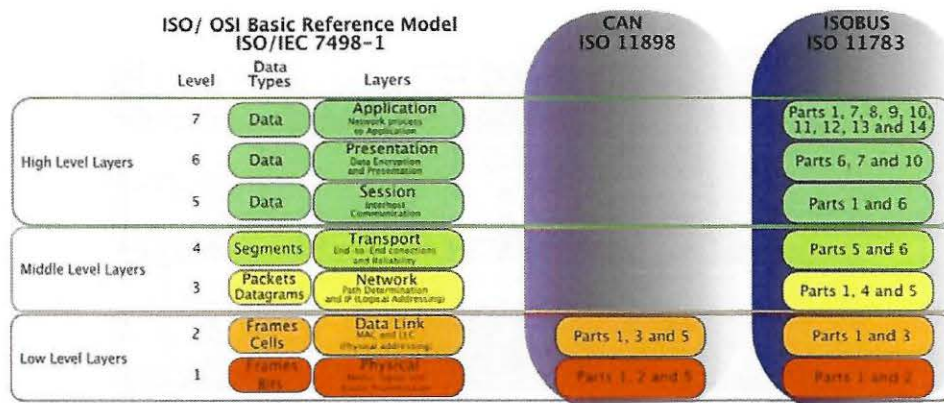 ISO/ OSI Basic Reference Model
ISO/IEC 7498-1
CAN
ISO 11898
ISOBUS
ISO 11783
Level
Data
Types
Layers
High Level Layers
7
Data
Application
Network process
to Application
Parts 1, 7, 8, 9, 10,
11, 12, 13 and 14
6
Data
Presentation
Data Encryption
and Presentation
Parts 6, 7 and 10
5
Data
Session
Interhost
Communication
Parts 1 and 6
Middle Level Layers
4
Segments
Transport
End-to-End conections
and Reliability
Parts 5 and 6
3
Packets
Datagrams
Network
Path Determination
and IP (Logical Addressing)
Parts 1, 4 and 5
Low Level Layers
2
Frames
Cells
Data Link
MAC and LLC
(Physical addressing)
Parts 1, 3 and 5
Parts 1 and 3
1
Frames
Bits
Physical
Parts 1, 2 and 5
Parts 1 and 2